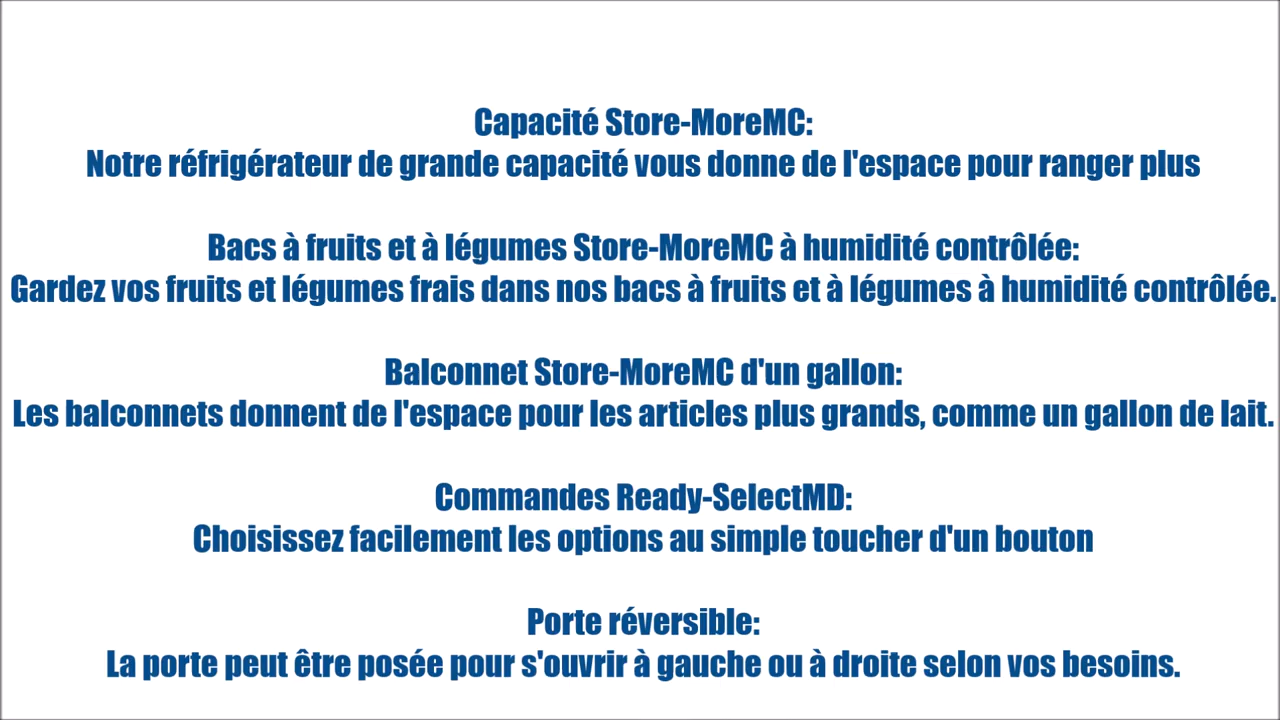 Capacité Store-MoreMC:
Notre réfrigérateur de grande capacité vous donne de l'espace pour ranger plus
Bacs à fruits et à légumes Store-MoreMC à humidité contrôlée:
Gardez vos fruits et légumes frais dans nos bacs à fruits et à légumes à humidité contrôlée.
Balconnet Store-MoreMC d'un gallon:
Les balconnets donnent de l'espace pour les articles plus grands, comme un gallon de lait.
Commandes Ready-SelectMD:
Choisissez facilement les options au simple toucher d'un bouton
Porte réversible:
La porte peut être posée pour s'ouvrir à gauche ou à droite selon vos besoins.